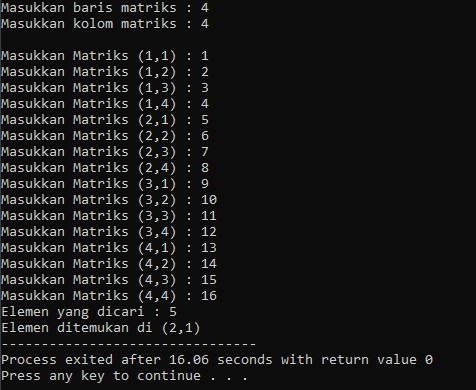 Masukkan baris matriks : 4
Masukkan kolom matriks : 4
Masukkan Matriks (1,1) : 1
Masukkan Matriks (1,2) : 2
Masukkan Matriks (1,3) : 3
Masukkan Matriks (1,4) : 4
Masukkan Matriks (2,1) : 5
Masukkan Matriks (2,2) : 6
Masukkan Matriks (2,3) : 7
Masukkan Matriks (2,4) : 8
Masukkan Matriks (3,1) : 9
Masukkan Matriks (3,2) : 10
Masukkan Matriks (3,3) : 11
Masukkan Matriks (3,4) : 12
Masukkan Matriks (4,1) : 13
Masukkan Matriks (4,2) : 14
Masukkan Matriks (4,3) : 15
Masukkan Matriks (4,4) : 16
Elemen yang dicari : 5
Elemen ditemukan di (2,1)
--------------------------------
Process exited after 16.06 seconds with return value 0
Press any key to continue . . .